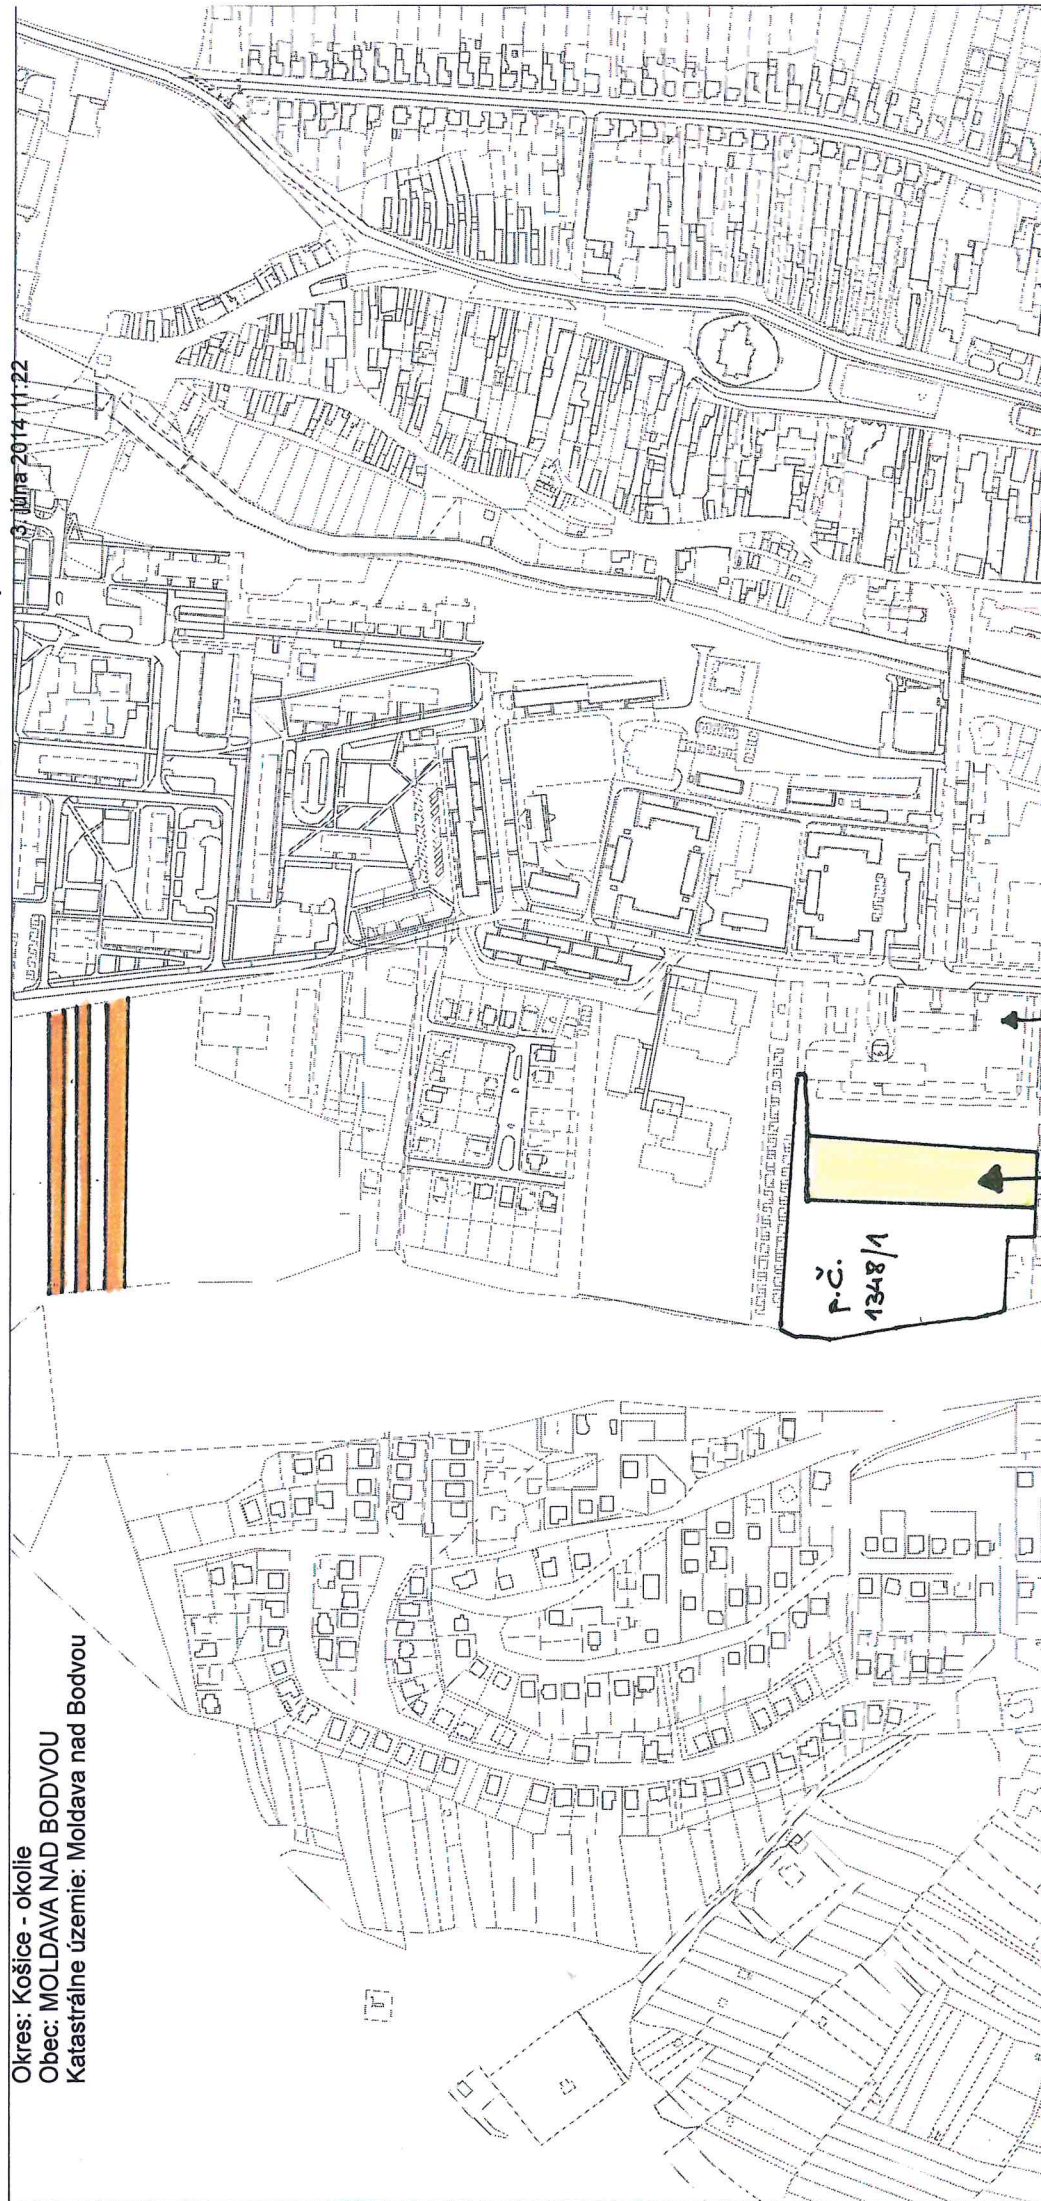 Okres: Košice - okolie
Obec: MOLDAVA NAD BODVOU
Katastrálne územie: Moldava nad Bodvou
3. júna 2014 11:22
p.č.
1348/1